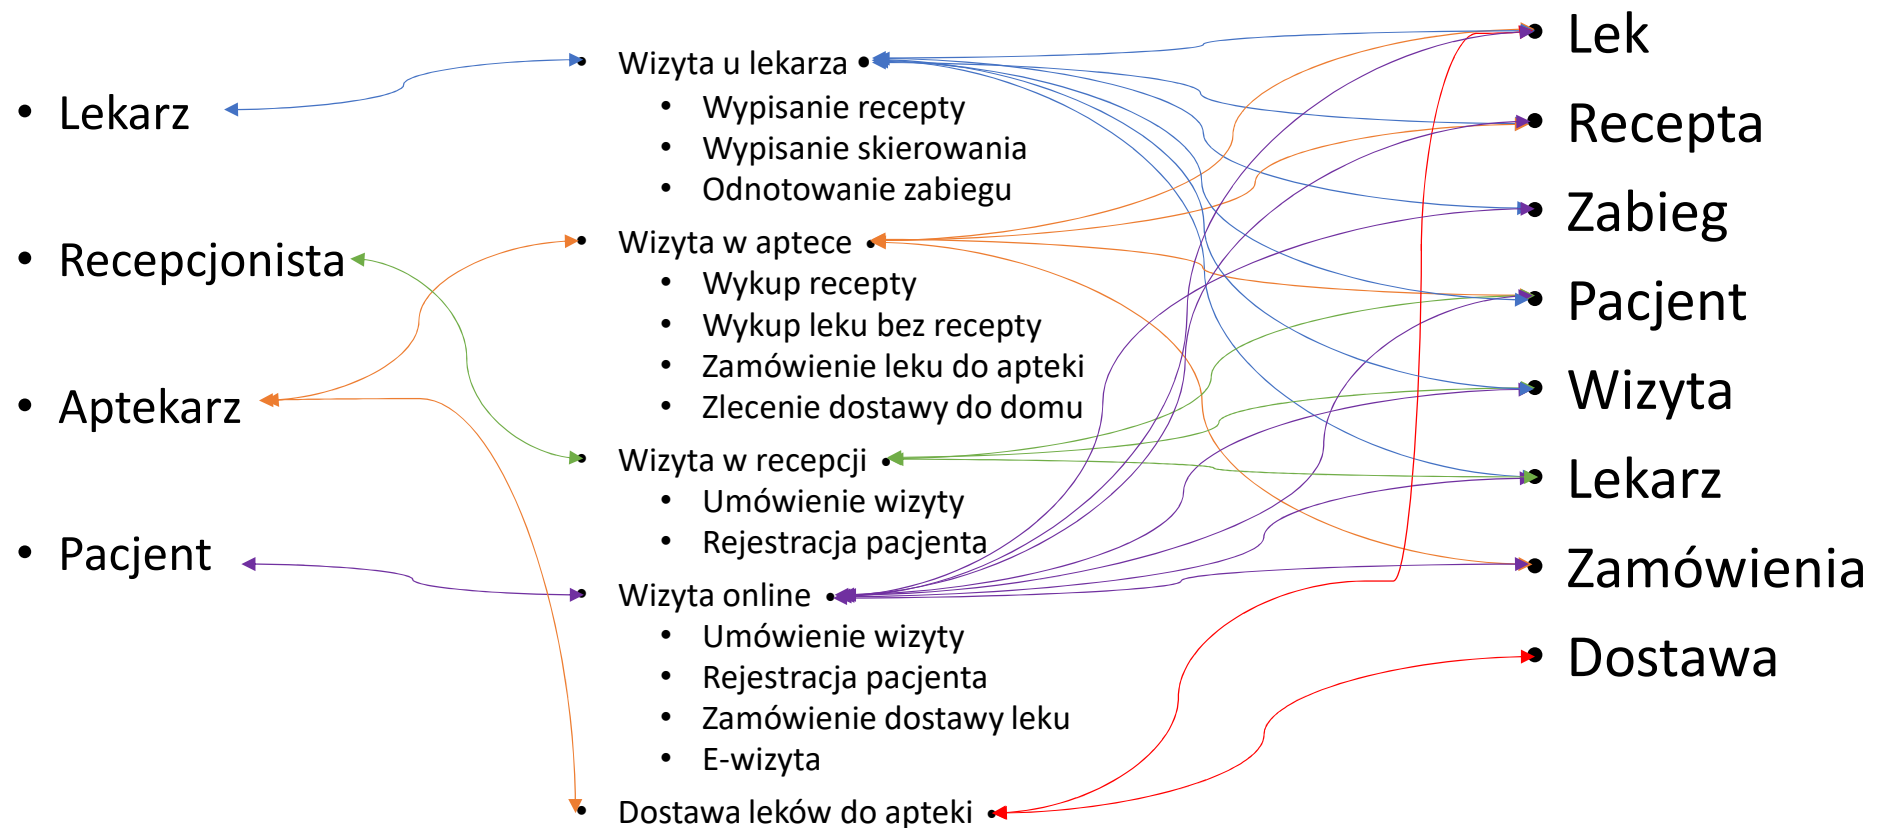 Lekarz
Recepcjonista
Aptekarz
Pacjent
Wizyta u lekarza
Wypisanie recepty
Wypisanie skierowania
Odnotowanie zabiegu
Wizyta w aptece
Wykup recepty
Wykup leku bez recepty
Zamówienie leku do apteki
Zlecenie dostawy do domu
Wizyta w recepcji
Umówienie wizyty
Rejestracja pacjenta
Wizyta online
Umówienie wizyty
Rejestracja pacjenta
Zamówienie dostawy leku
E-wizyta
Dostawa leków do apteki
Lek
Recepta
Zabieg
Pacjent
Wizyta
Lekarz
Zamówienia
Dostawa